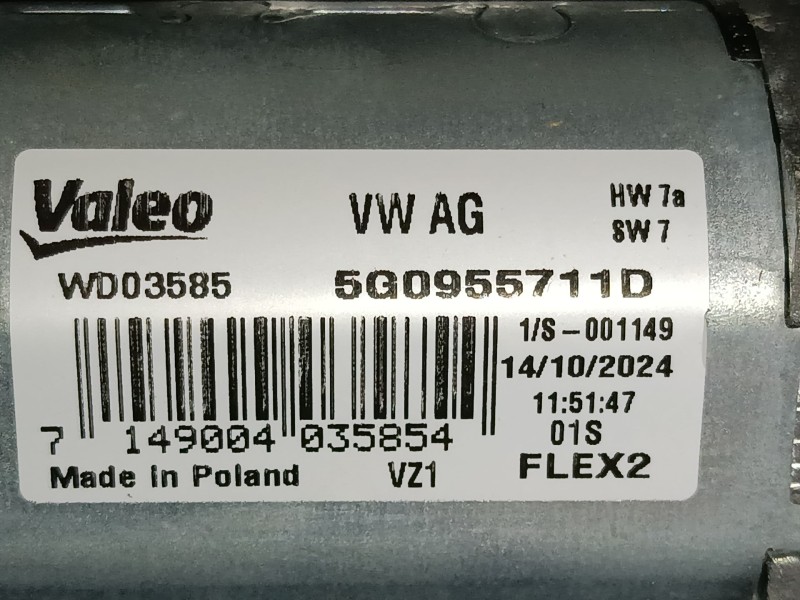 Valeo
VW AG
HW 7a
SW 7
WD03585
5G0955711D
1/S-001149
14/10/2024
11:51:47
01S
7 149004 035854
Made in Poland
VZ1
FLEX2